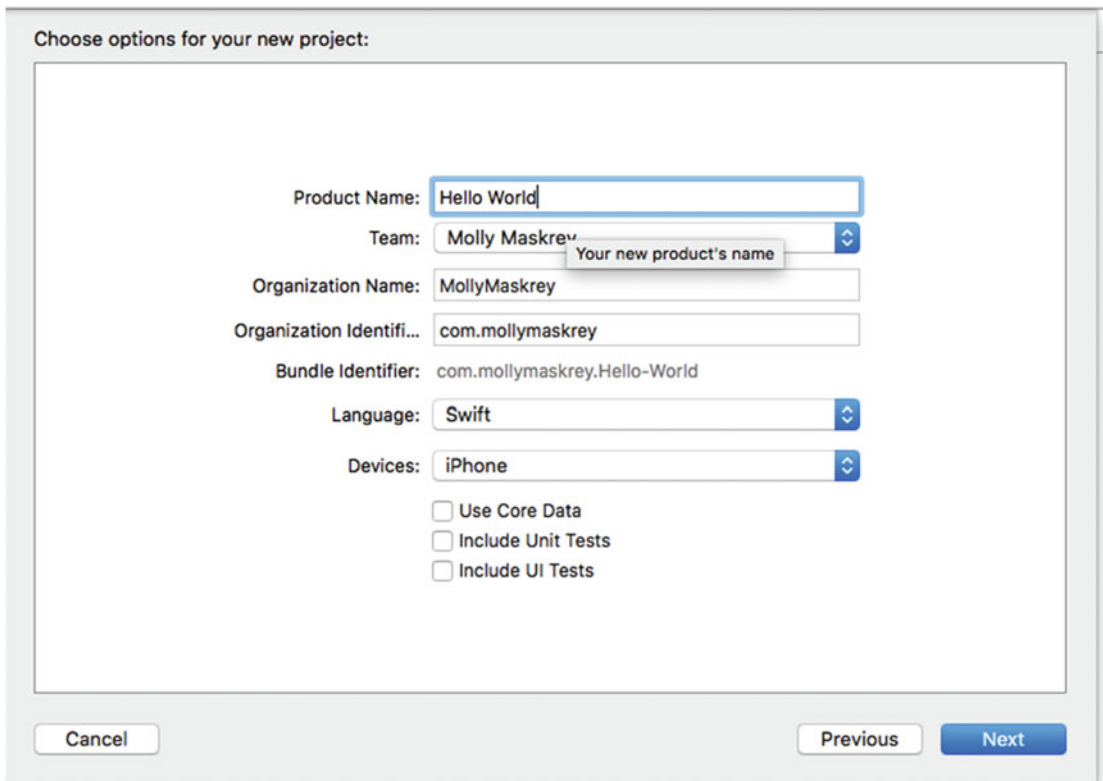 Choose options for your new project:
Product Name: Hello World
Team: Molly Maskrey
Your new product's name
Organization Name: MollyMaskrey
Organization Identifi... com.mollymaskrey
Bundle Identifier: com.mollymaskrey.Hello-World
Language: Swift
Devices: iPhone
Use Core Data
Include Unit Tests
Include UI Tests
Cancel Previous Next